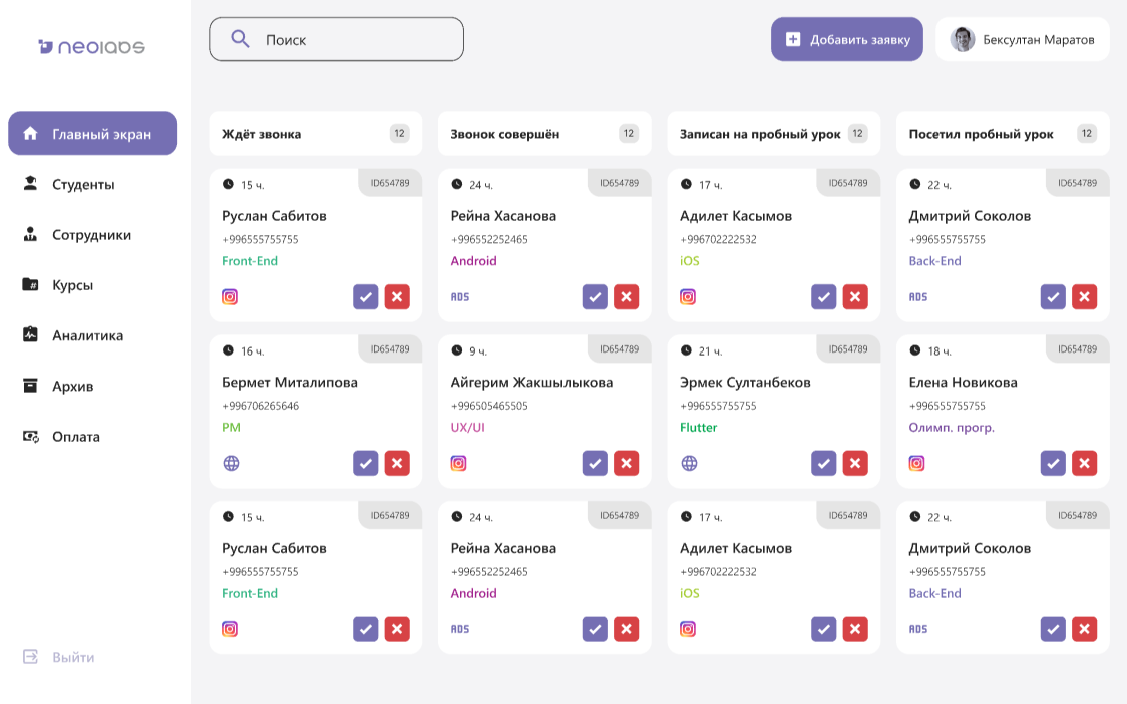 neolabs
Поиск
Добавить заявку
Бексултан Маратов
Главный экран
Студенты
Сотрудники
Курсы
Аналитика
Архив
Оплата
Выйти
Ждёт звонка 12
15 ч. ID654789
Руслан Сабитов
+996555755755
Front-End
16 ч. ID654789
Бермет Миталипова
+996706265646
PM
15 ч. ID654789
Руслан Сабитов
+996555755755
Front-End
Звонок совершён 12
24 ч. ID654789
Рейна Хасанова
+996552252465
Android
ADS
9 ч. ID654789
Айгерим Жакшылыкова
+996505465505
UX/UI
24 ч. ID654789
Рейна Хасанова
+996552252465
Android
ADS
Записан на пробный урок 12
17 ч. ID654789
Адилет Касымов
+996702222532
iOS
21 ч. ID654789
Эрмек Султанбеков
+996555755755
Flutter
17 ч. ID654789
Адилет Касымов
+996702222532
iOS
Посетил пробный урок 12
22 ч. ID654789
Дмитрий Соколов
+996555755755
Back-End
ADS
18 ч. ID654789
Елена Новикова
+996555755755
Олимп. прогр.
22 ч. ID654789
Дмитрий Соколов
+996555755755
Back-End
ADS